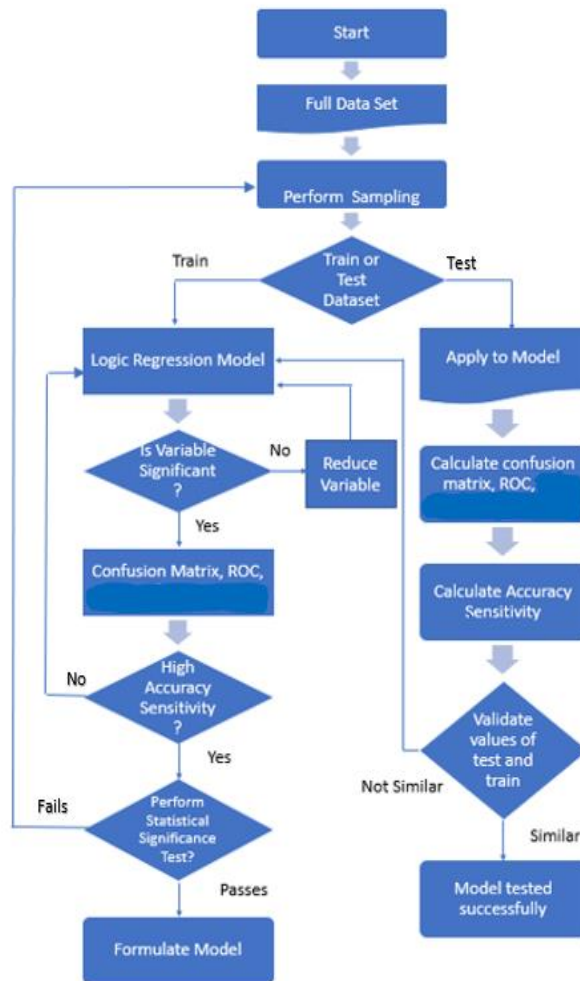 Start
Full Data Set
Perform Sampling
Train or
Test
Dataset
Train
Test
Logic Regression Model
Is Variable
Significant
?
No
Reduce
Variable
Yes
Confusion Matrix, ROC,
High
Accuracy
Sensitivity
?
No
Yes
Perform
Statistical
Significance
Test?
Fails
Passes
Formulate Model
Apply to Model
Calculate confusion
matrix, ROC,
Calculate Accuracy
Sensitivity
Validate
values of
test and
train
Not Similar
Similar
Model tested
successfully